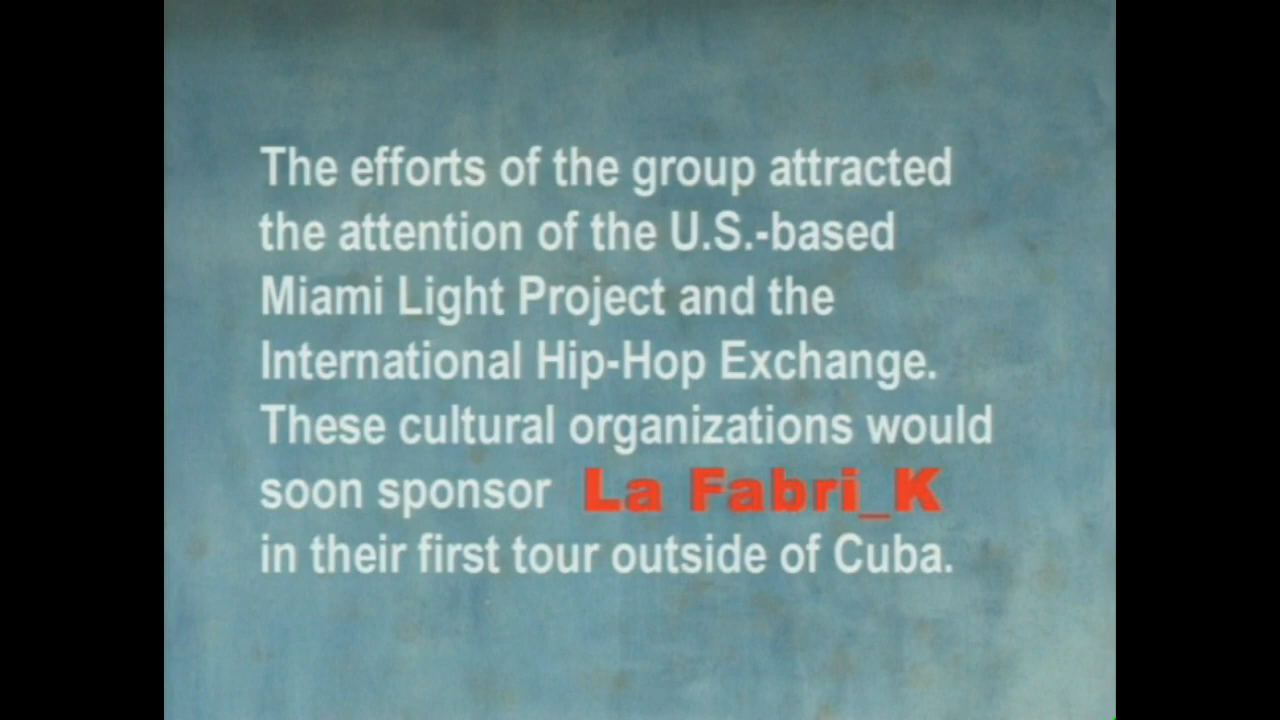 The efforts of the group attracted
the attention of the U.S.-based
Miami Light Project and the
International Hip-Hop Exchange.
These cultural organizations would
soon sponsor La Fabri_K
in their first tour outside of Cuba.